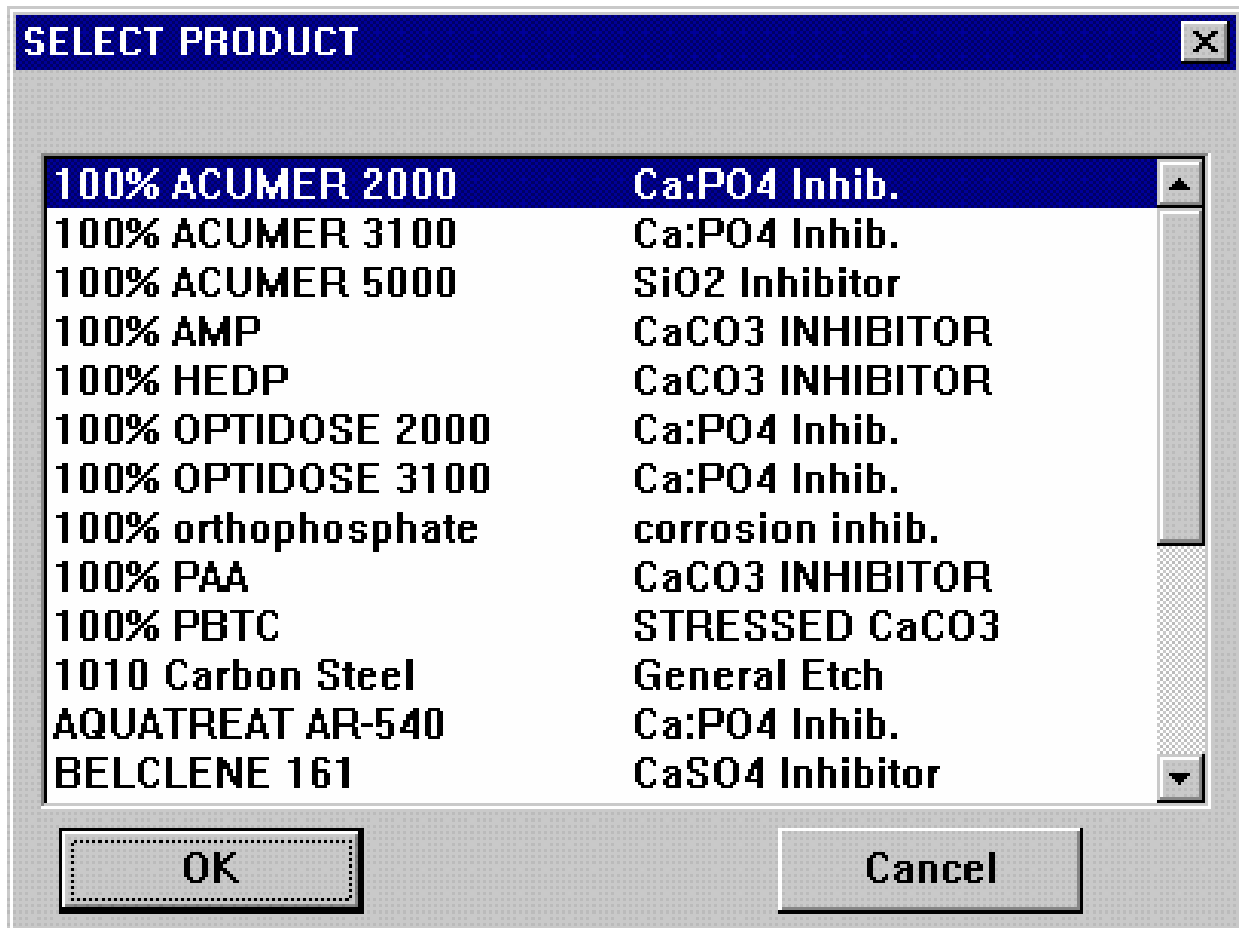 SELECT PRODUCT
100% ACUMER 2000 Ca:PO4 Inhib.
100% ACUMER 3100 Ca:PO4 Inhib.
100% ACUMER 5000 SiO2 Inhibitor
100% AMP CaCO3 INHIBITOR
100% HEDP CaCO3 INHIBITOR
100% OPTIDOSE 2000 Ca:PO4 Inhib.
100% OPTIDOSE 3100 Ca:PO4 Inhib.
100% orthophosphate corrosion inhib.
100% PAA CaCO3 INHIBITOR
100% PBTC STRESSED CaCO3
1010 Carbon Steel General Etch
AQUATREAT AR-540 Ca:PO4 Inhib.
BELCLENE 161 CaSO4 Inhibitor
OK Cancel